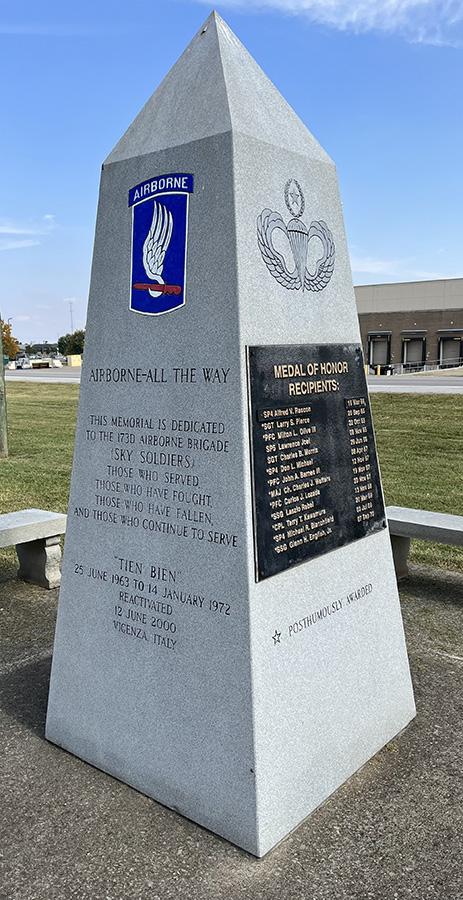 AIRBORNE
AIRBORNE-ALL THE WAY
THIS MEMORIAL IS DEDICATED
TO THE 173D AIRBORNE BRIGADE
(SKY SOLDIERS)
THOSE WHO SERVED,
THOSE WHO HAVE FOUGHT,
THOSE WHO HAVE FALLEN,
AND THOSE WHO CONTINUE TO SERVE
"TIEN BIEN"
25 JUNE 1963 TO 14 JANUARY 1972
REACTIVATED
12 JUNE 2000
VICENZA, ITALY
MEDAL OF HONOR
RECIPIENTS:
SP4 Alfred V. Rascon
*SGT Larry S. Pierce
*PFC Milton L. Olive III
SP5 Lawrence Joel
SGT Charles B. Morris
*SP4 Don L. Michael
*PFC John A. Barnes III
*MAJ Ch. Charles J. Watters
*PFC Carlos J. Lozada
*SSG Laszlo Rabel
*CPL Terry T. Kawamura
*SP4 Michael R. Blanchfield
*SSG Glenn H. English, Jr.
☆ POSTHUMOUSLY AWARDED